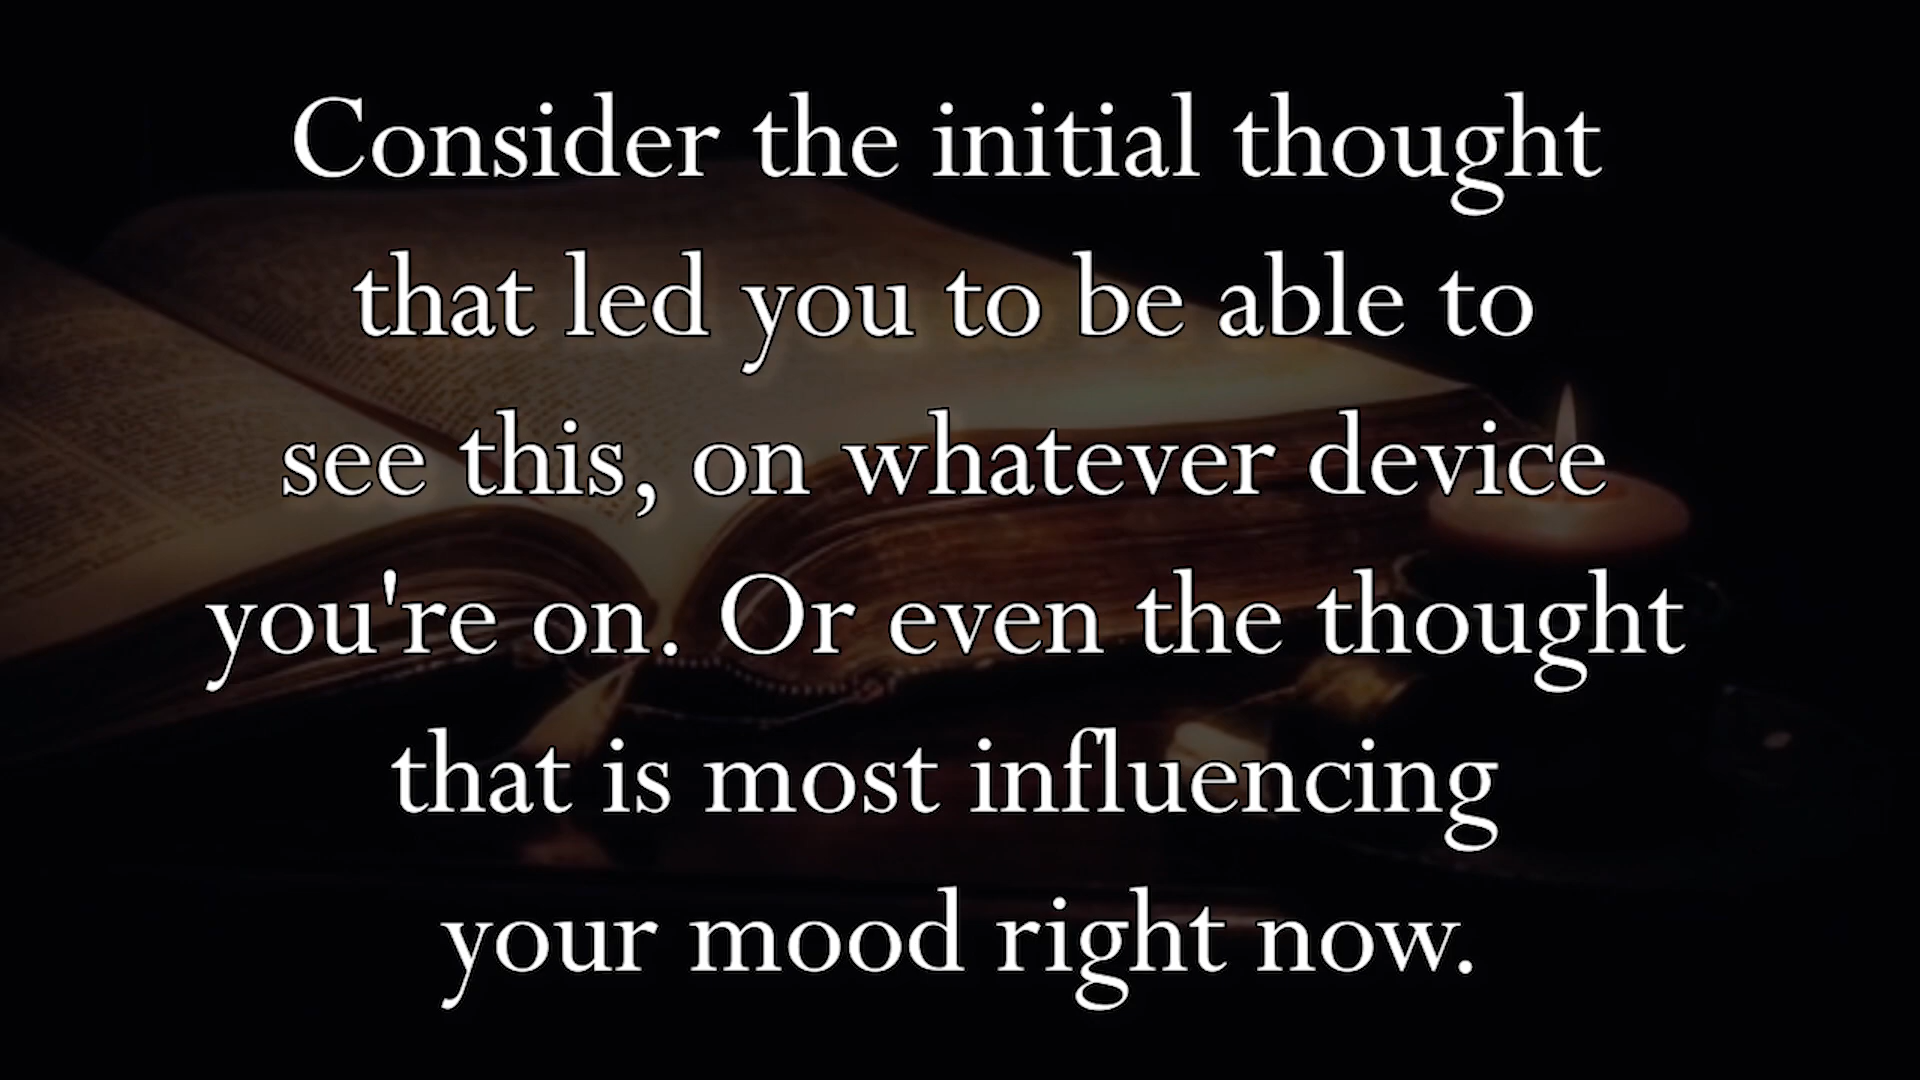 Consider the initial thought
that led you to be able to
see this, on whatever device
you're on. Or even the thought
that is most influencing
your mood right now.